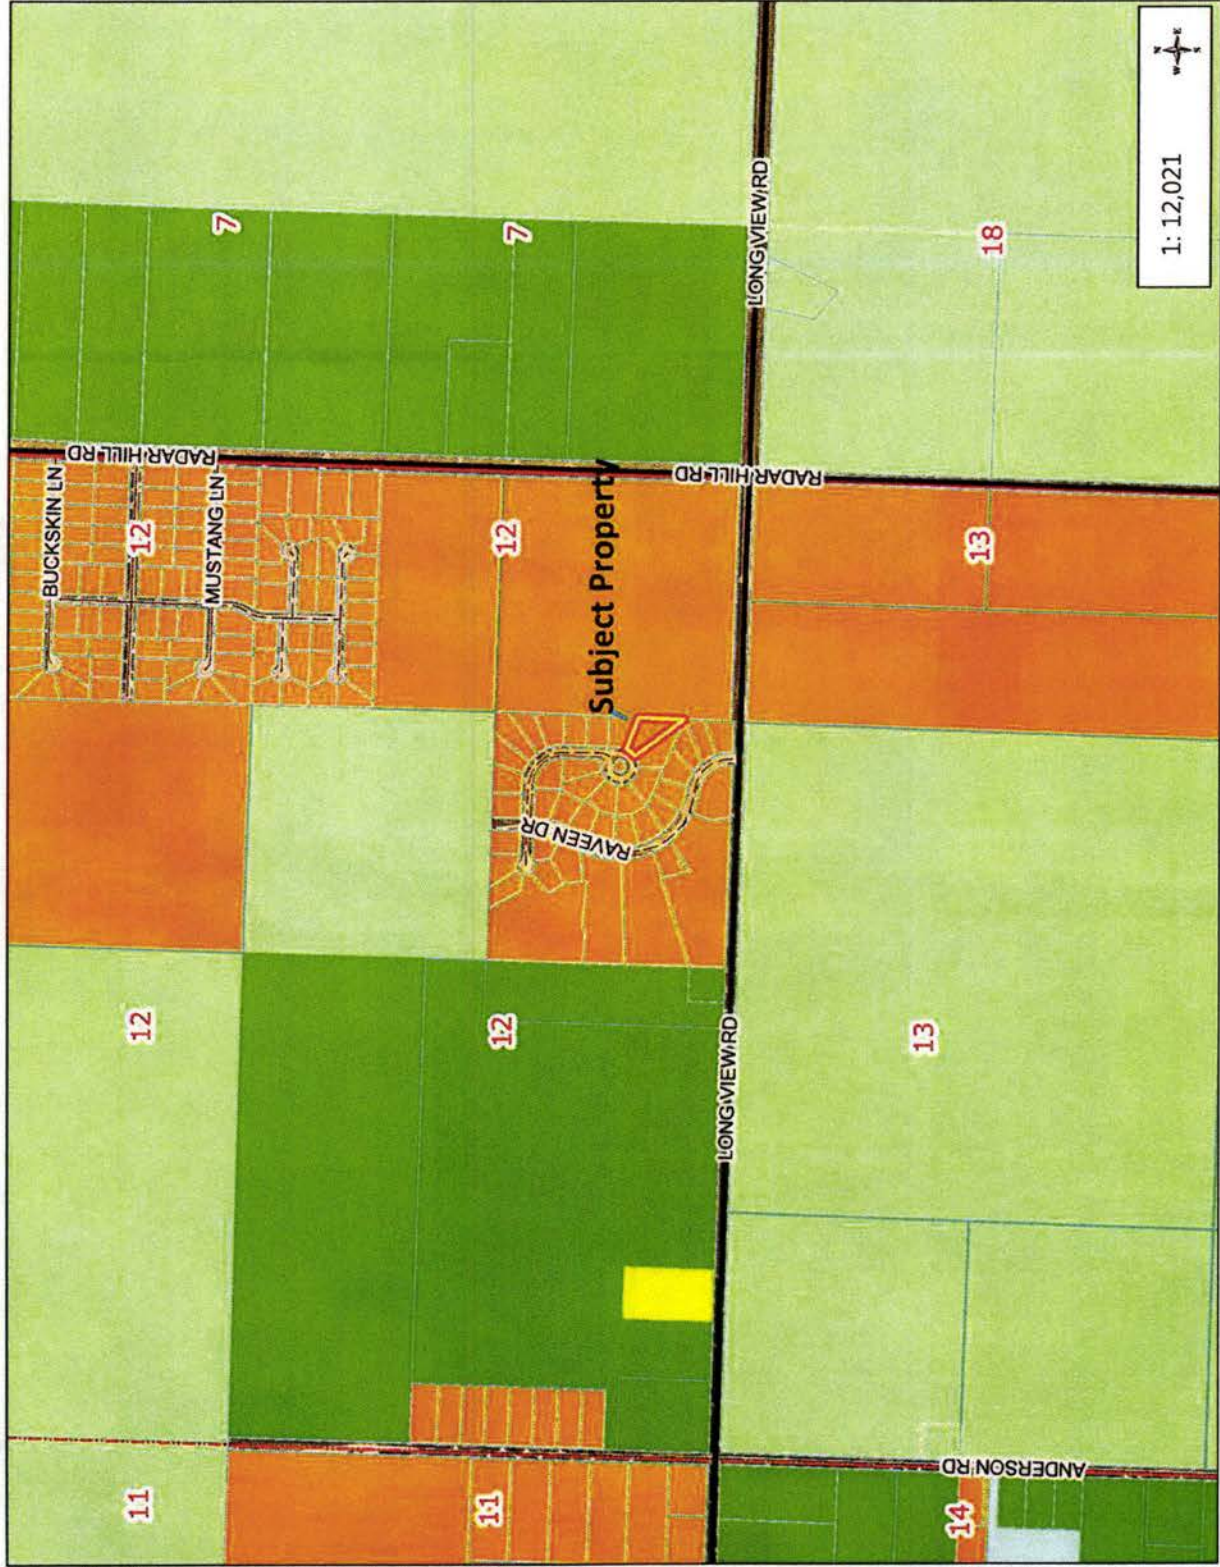 BUCKSKIN LN
RADAR HILL RD
11
12
12
MUSTANG LN
7
11
12
12
7
RAVEEN DR
Subject Property
LONGVIEW RD
RADAR HILL RD
LONGVIEW RD
13
14
13
18
ANDERSON RD
1: 12,021
N
W E
S